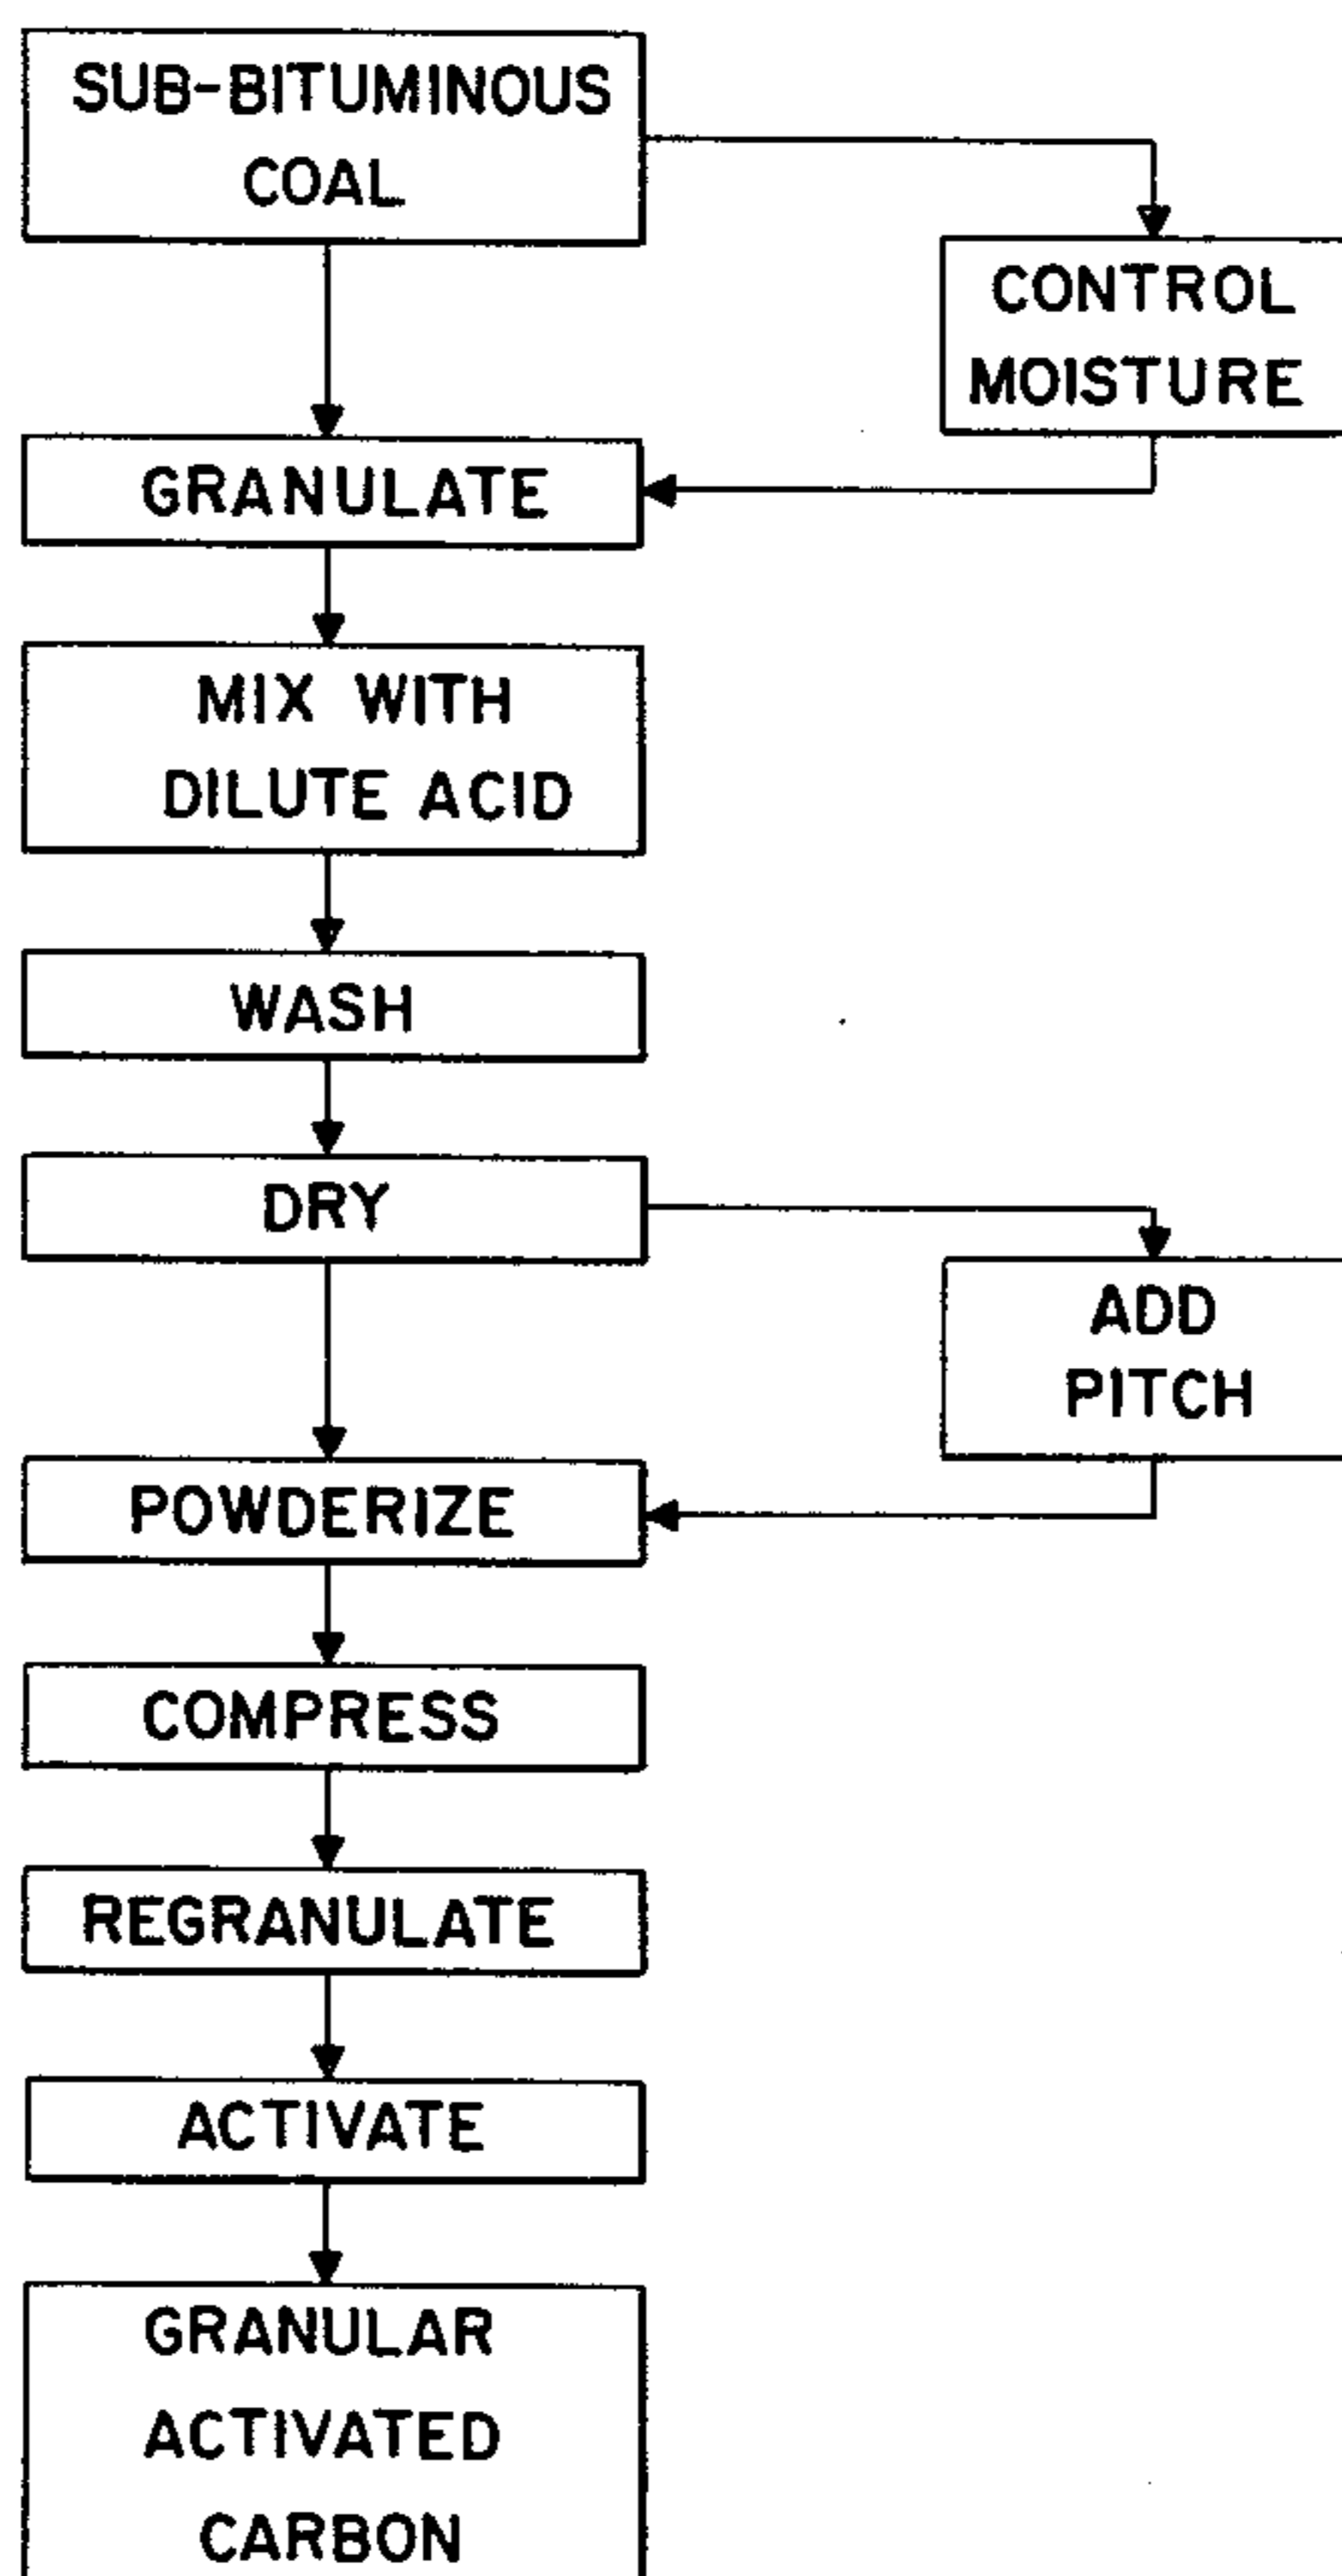 SUB-BITUMINOUS
COAL
CONTROL
MOISTURE
GRANULATE
MIX WITH
DILUTE ACID
WASH
DRY
ADD
PITCH
POWDERIZE
COMPRESS
REGRANULATE
ACTIVATE
GRANULAR
ACTIVATED
CARBON